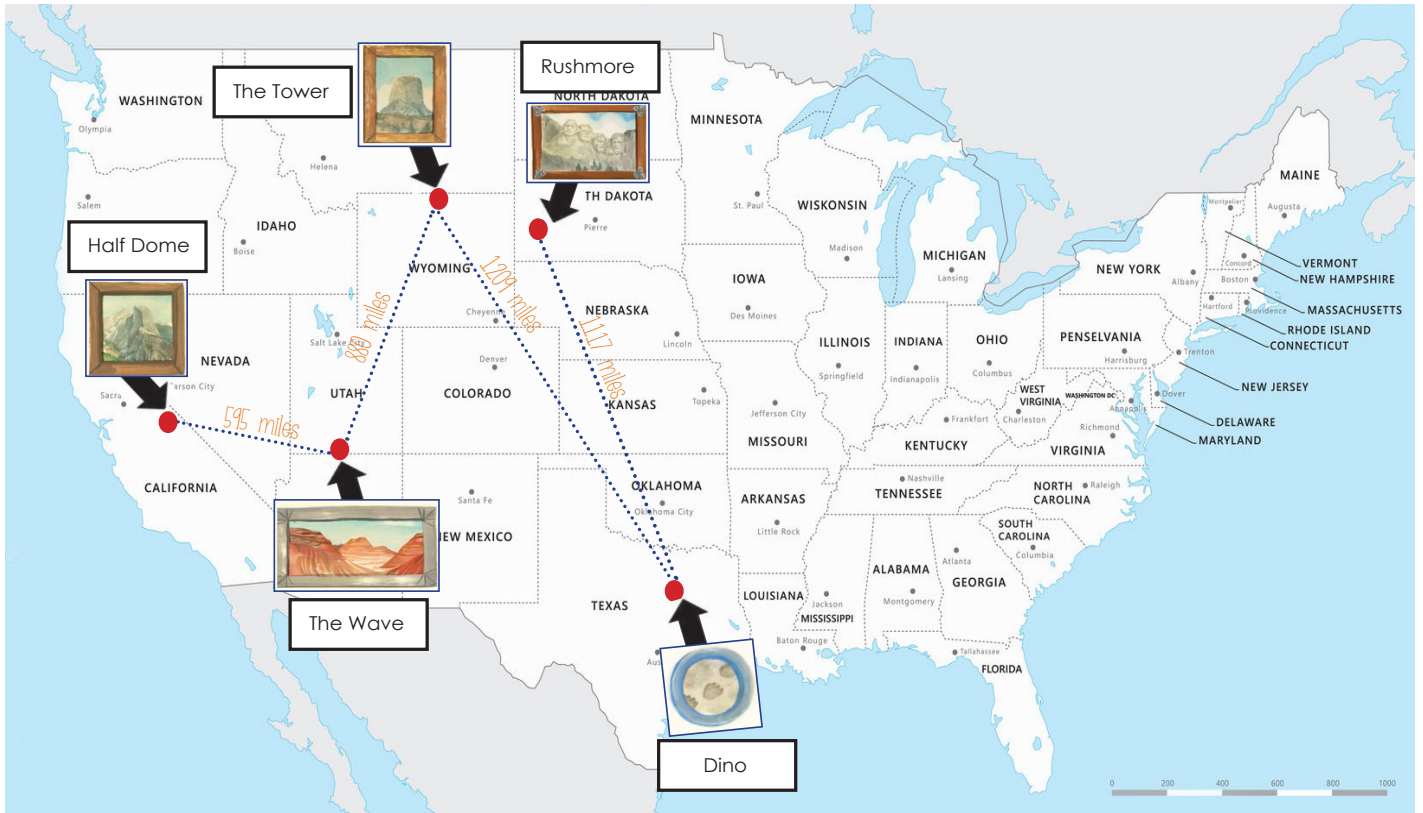 The Tower
Rushmore
Half Dome
The Wave
Dino
595 miles
880 miles
1209 miles
1117 miles
WASHINGTON
Olympia
Salem
Helena
IDAHO
Boise
NORTH DAKOTA
TH DAKOTA
Pierre
MINNESOTA
St. Paul
WISCONSIN
Madison
MICHIGAN
Lansing
WYOMING
Cheyenne
NEBRASKA
Lincoln
IOWA
Des Moines
NEVADA
arson City
Sacra
CALIFORNIA
Salt Lake City
UTAH
Denver
COLORADO
KANSAS
Topeka
ILLINOIS
Springfield
INDIANA
Indianapolis
OHIO
Columbus
Jefferson City
MISSOURI
Santa Fe
EW MEXICO
OKLAHOMA
Oklahoma City
ARKANSAS
Little Rock
TEXAS
Aus
LOUISIANA
Baton Rouge
Jackson
MISSISSIPPI
ALABAMA
Montgomery
GEORGIA
Atlanta
FLORIDA
Tallahassee
SOUTH
CAROLINA
Columbia
NORTH
CAROLINA
Raleigh
TENNESSEE
Nashville
KENTUCKY
Frankfort
WEST
VIRGINIA
Charleston
VIRGINIA
Richmond
WASHINGTON DC
Annapolis
Dover
PENSELVANIA
Harrisburg
Trenton
NEW YORK
Albany
Montpelier
Concord
Boston
Hartford
Providence
MAINE
Augusta
VERMONT
NEW HAMPSHIRE
MASSACHUSETTS
RHODE ISLAND
CONNECTICUT
NEW JERSEY
DELAWARE
MARYLAND
0 200 400 600 800 1000